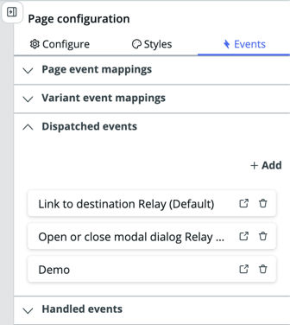 Page configuration
Configure Styles Events
Page event mappings
Variant event mappings
Dispatched events
+ Add
Link to destination Relay (Default)
Open or close modal dialog Relay ...
Demo
Handled events